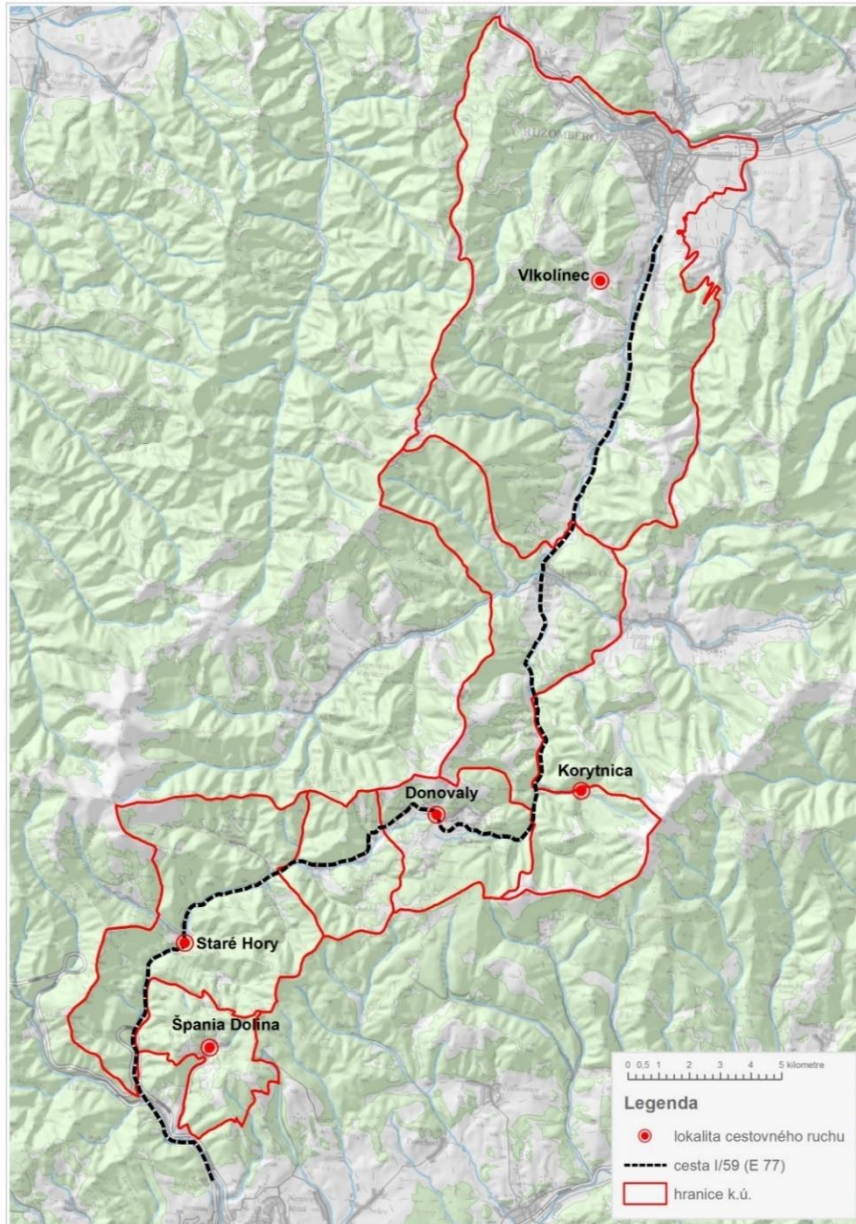 RUŽOMBEROK
Vlkolínec
Korytnica
Donovaly
Staré Hory
Špania Dolina
0 0,5 1 2 3 4 5 kilometre
Legenda
lokalita cestovného ruchu
cesta I/59 (E 77)
hranice k.ú.